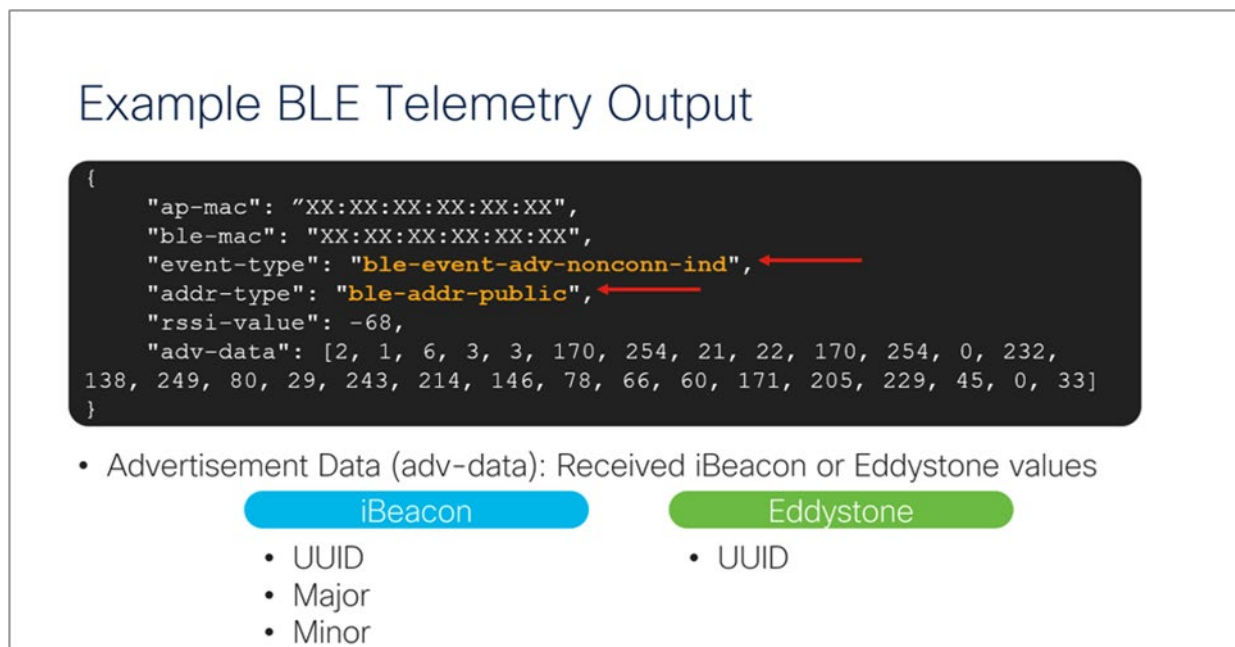 Example BLE Telemetry Output
{
"ap-mac": ”XX:XX:XX:XX:XX:XX",
"ble-mac": "XX:XX:XX:XX:XX:XX",
"event-type": "ble-event-adv-nonconn-ind",
"addr-type": "ble-addr-public",
"rssi-value": -68,
"adv-data": [2, 1, 6, 3, 3, 170, 254, 21, 22, 170, 254, 0, 232,
138, 249, 80, 29, 243, 214, 146, 78, 66, 60, 171, 205, 229, 45, 0, 33]
}
• Advertisement Data (adv-data): Received iBeacon or Eddystone values
iBeacon
• UUID
• Major
• Minor
Eddystone
• UUID